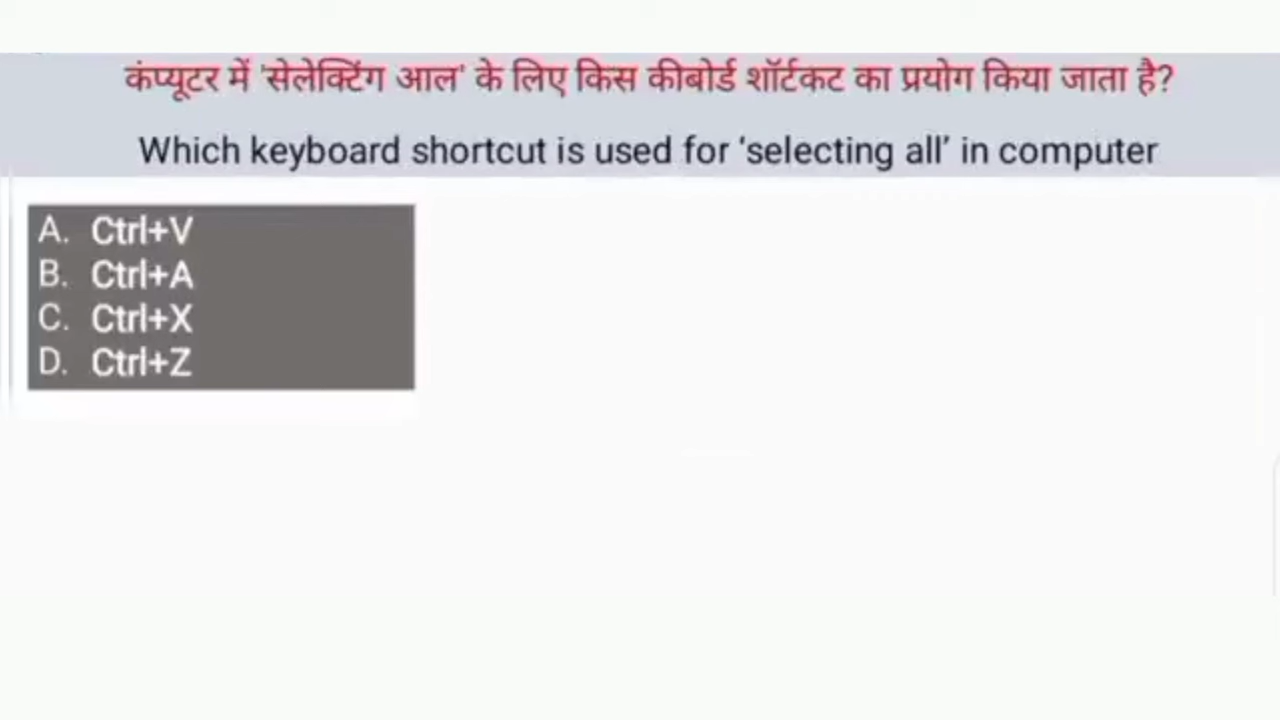 कंप्यूटर में 'सेलेक्टिंग आल' के लिए किस कीबोर्ड शॉर्टकट का प्रयोग किया जाता है?
Which keyboard shortcut is used for ‘selecting all’ in computer
A. Ctrl+V
B. Ctrl+A
C. Ctrl+X
D. Ctrl+Z